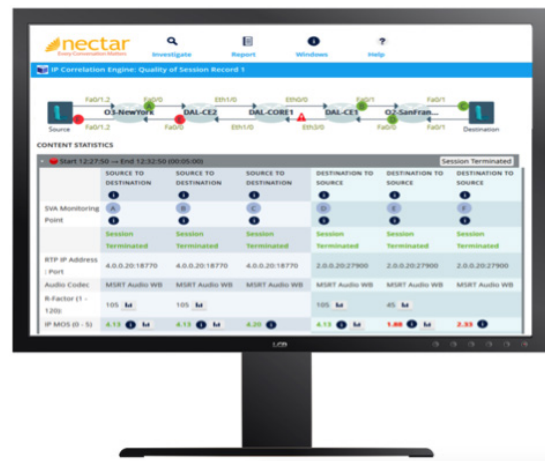 nectar
Every Conversation Matters
Investigate Report Windows Help
IP Correlation Engine: Quality of Session Record 1
Fa0/1.2 Fa0/0 Eth1/0 Eth0/0 Fa0/1 Fa0/1
O3-NewYork DAL-CE2 DAL-CORE1 DAL-CE1 O2-SanFran...
Fa0/1.2 Fa0/0 Eth1/0 Eth0/0
Source Destination
CONTENT STATISTICS
Start 12:27:50 — End 12:32:50 (00:05:00) Session Terminated
SOURCE TO SOURCE TO SOURCE TO DESTINATION TO DESTINATION TO DESTINATION TO
DESTINATION DESTINATION DESTINATION SOURCE SOURCE SOURCE
SVA Monitoring A B C D E F
Point
Session Session Session Session Session Session
Terminated Terminated Terminated Terminated Terminated Terminated
RTP IP Address 4.0.0.20:18770 4.0.0.20:18770 4.0.0.20:18770 2.0.0.20:27900 2.0.0.20:27900 2.0.0.20:27900
: Port
Audio Codec MSRT Audio WB MSRT Audio WB MSRT Audio WB MSRT Audio WB MSRT Audio WB MSRT Audio WB
R-Factor (1 - 105 105 105 45
120)
IP MOS (0 - 5) 4.13 4.13 4.20 4.13 1.88 2.33
LCD